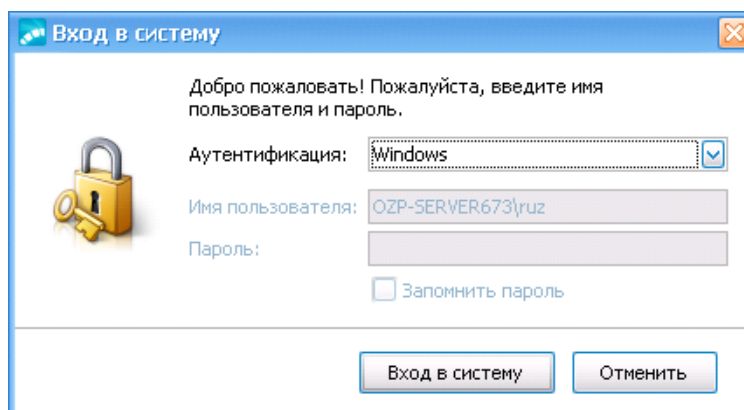 Вход в систему
Добро пожаловать! Пожалуйста, введите имя
пользователя и пароль.
Аутентификация: Windows
Имя пользователя: OZP-SERVER673\ruz
Пароль:
Запомнить пароль
Вход в систему Отменить